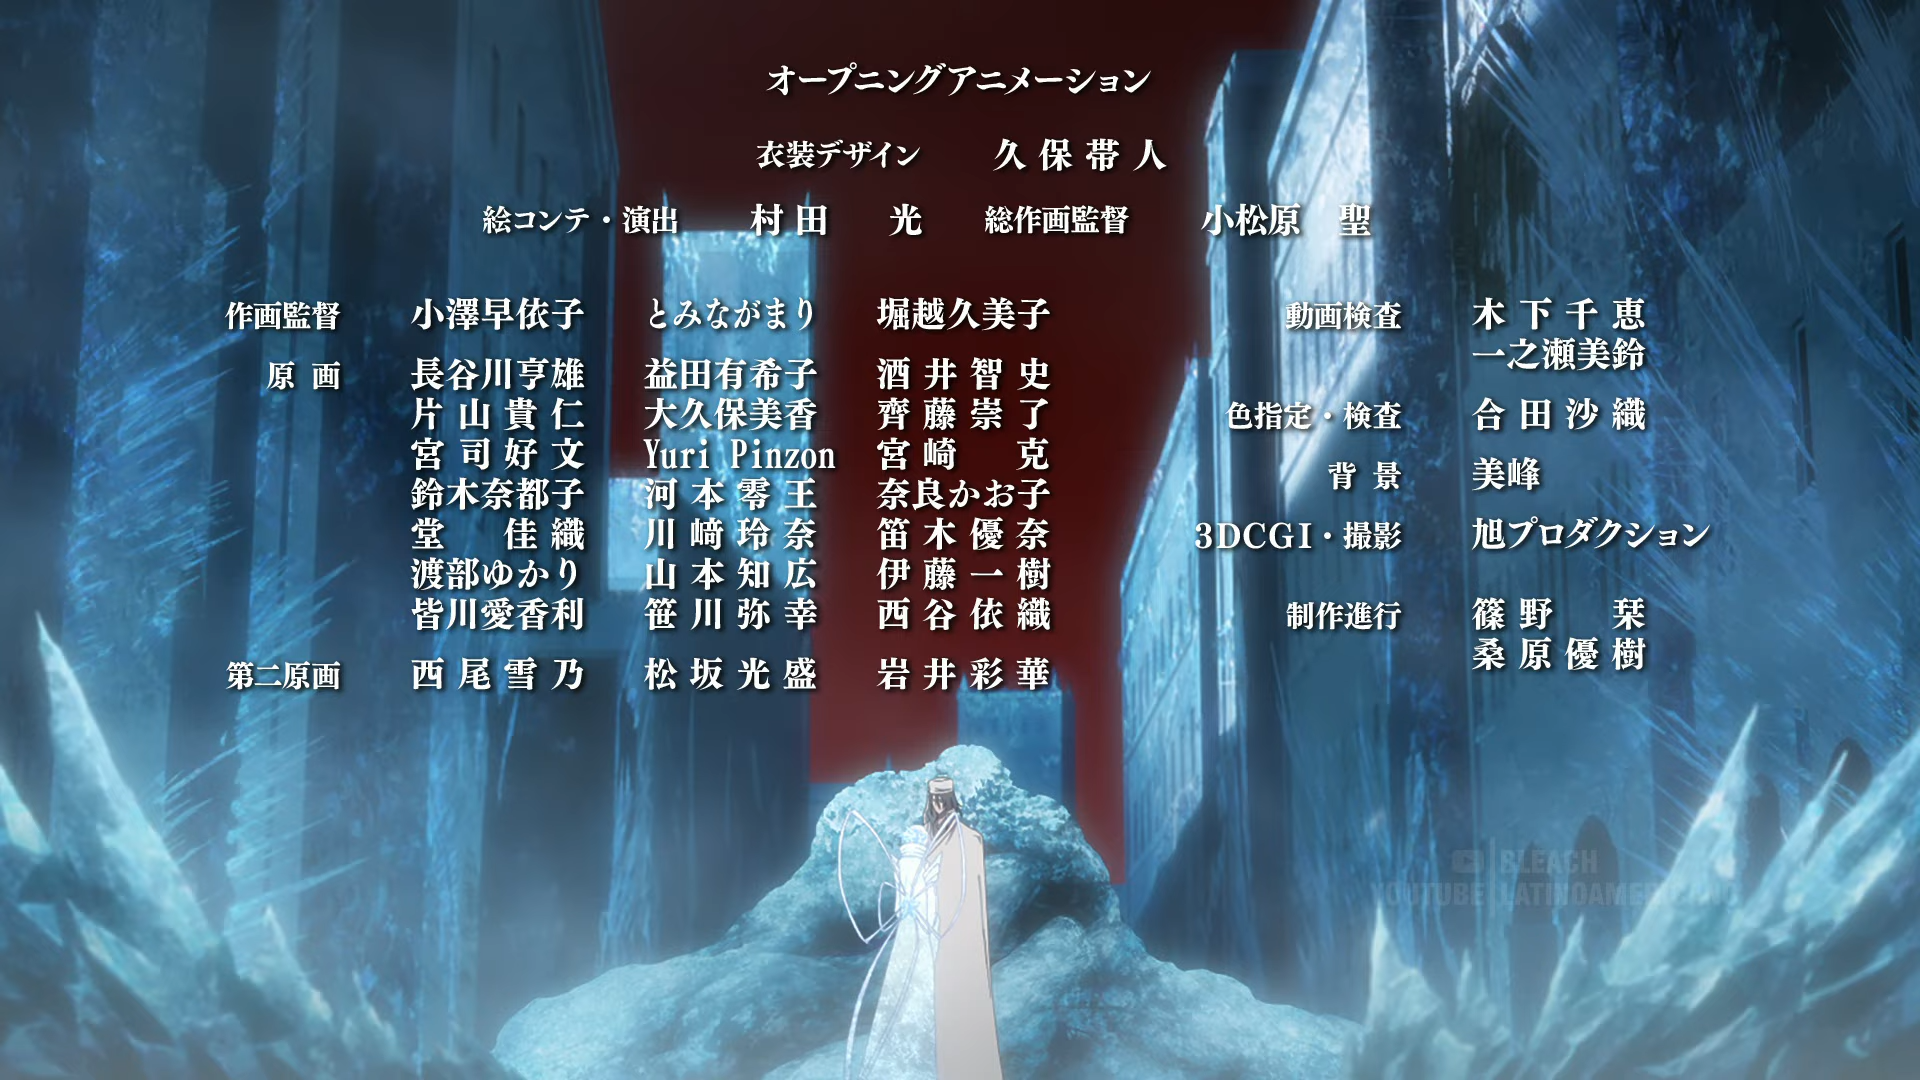 オープニングアニメーション
衣装デザイン 久保帯人
絵コンテ・演出 村田 光 総作画監督 小松原 聖
作画監督 小澤早依子 とみながまり 堀越久美子
原画 長谷川亨雄 益田有希子 酒井智史
片山貴仁 大久保美香 齊藤崇了
宮司好文 Yuri Pinzon 宮崎 克
鈴木奈都子 河本零王 奈良かお子
堂 佳織 川﨑玲奈 笛木優奈
渡部ゆかり 山本知広 伊藤一樹
皆川愛香利 笹川弥幸 西谷依織
第二原画 西尾雪乃 松坂光盛 岩井彩華
動画検査 木下千恵
一之瀬美鈴
色指定・検査 合田沙織
背景 美峰
3DCGI・撮影 旭プロダクション
制作進行 篠野 栞
桑原優樹
BLEACH
YOUTUBE LATINOAMERICANO